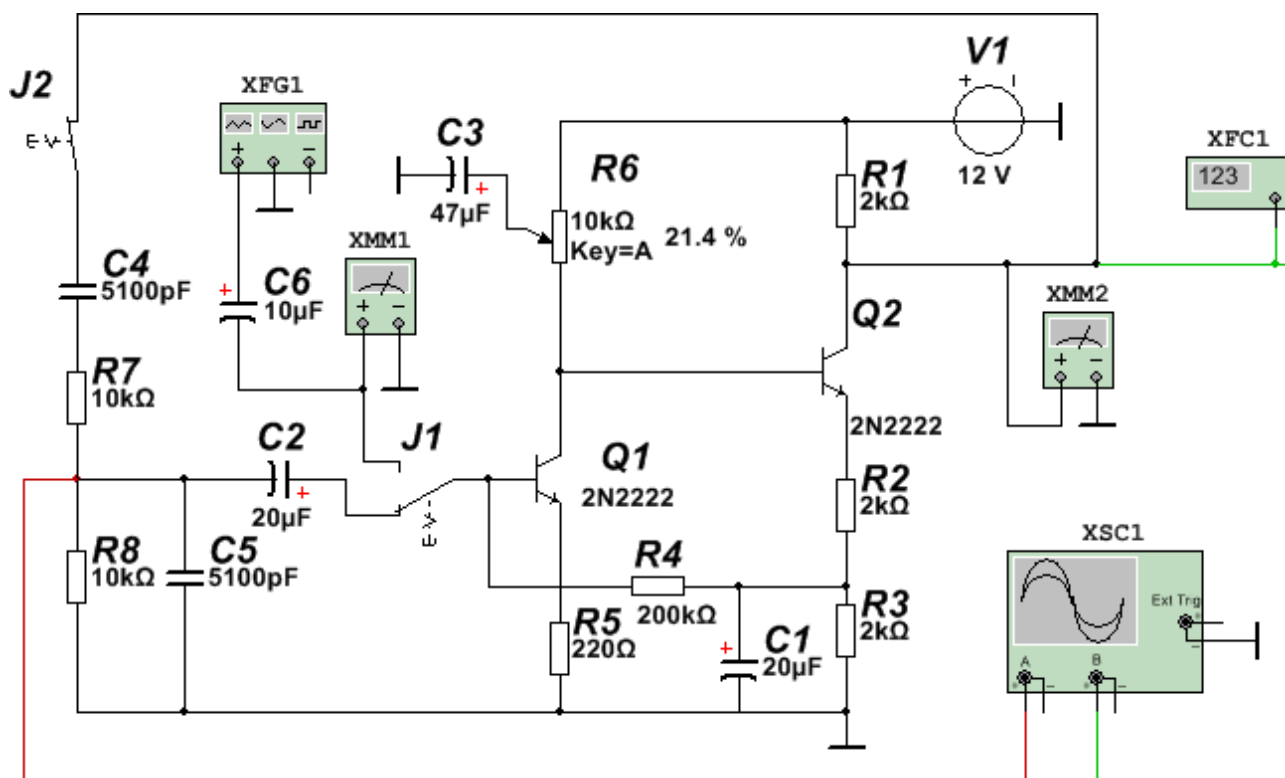 V1
J2
XFG1
C3
XFC1
R6
12 V
R1
2kΩ
123
47µF
10kΩ
Key=A
21.4 %
XMM1
C4
5100pF
C6
10µF
XMM2
Q2
R7
10kΩ
C2
J1
2N2222
Q1
20µF
2N2222
R2
2kΩ
XSC1
R8
10kΩ
C5
5100pF
R4
200kΩ
Ext Trig
R5
220Ω
C1
20µF
R3
2kΩ
A
B